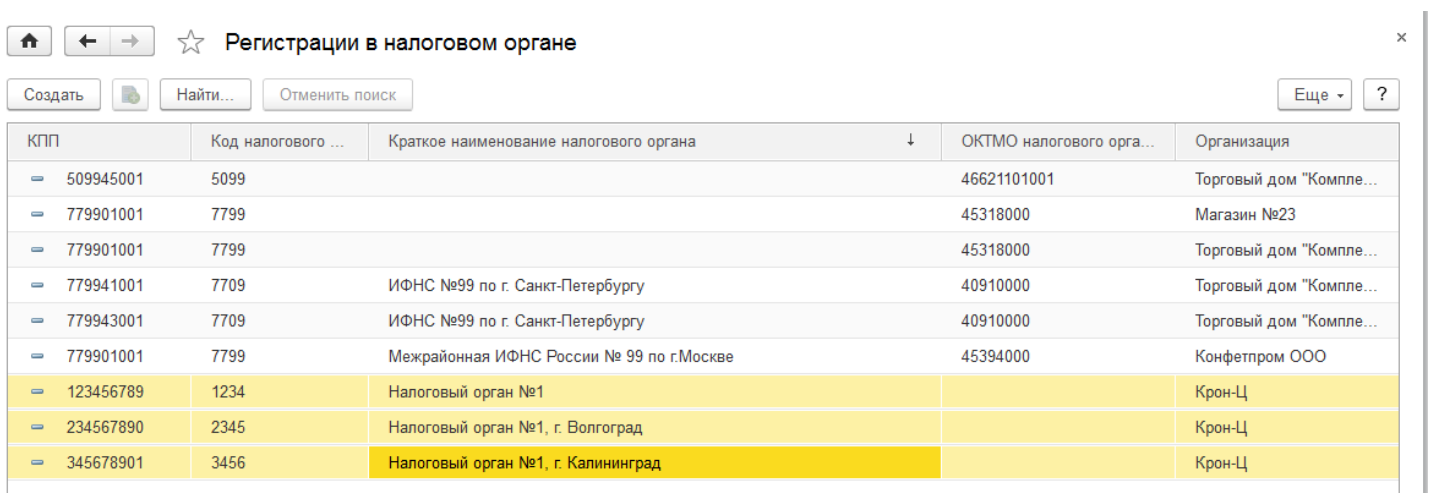 Регистрации в налоговом органе ×
Создать Найти... Отменить поиск Еще ?
КПП Код налогового ... Краткое наименование налогового органа ↓ ОКТМО налогового орга... Организация
509945001 5099 46621101001 Торговый дом "Компле...
779901001 7799 45318000 Магазин №23
779901001 7799 45318000 Торговый дом "Компле...
779941001 7709 ИФНС №99 по г. Санкт-Петербургу 40910000 Торговый дом "Компле...
779943001 7709 ИФНС №99 по г. Санкт-Петербургу 40910000 Торговый дом "Компле...
779901001 7799 Межрайонная ИФНС России № 99 по г.Москве 45394000 Конфетпром ООО
123456789 1234 Налоговый орган №1 Крон-Ц
234567890 2345 Налоговый орган №1, г. Волгоград Крон-Ц
345678901 3456 Налоговый орган №1, г. Калининград Крон-Ц